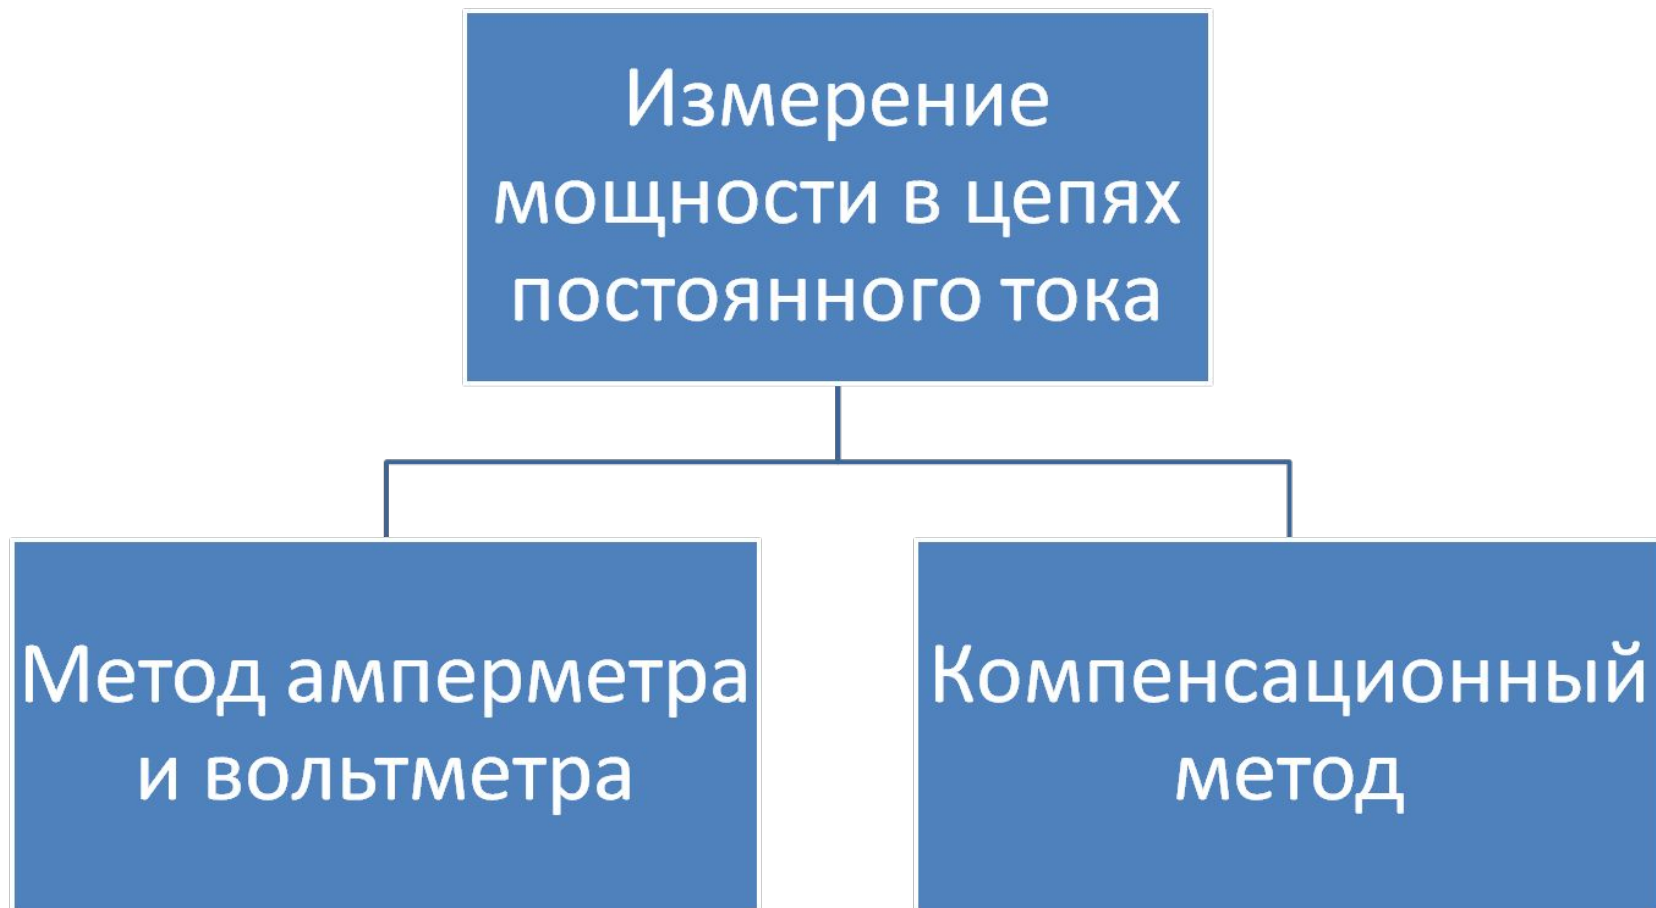 Измерение
мощности в цепях
постоянного тока
Метод амперметра
и вольтметра
Компенсационный
метод